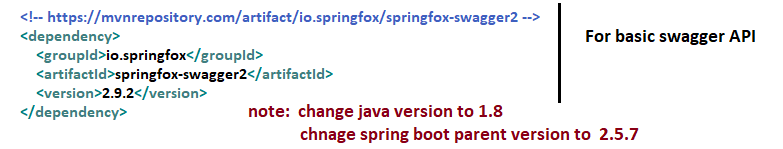 <!-- https://mvnrepository.com/artifact/io.springfox/springfox-swagger2 -->
<dependency>
    <groupId>io.springfox</groupId>
    <artifactId>springfox-swagger2</artifactId>
    <version>2.9.2</version>
</dependency>
For basic swagger API
note:  change java version to 1.8
chnage spring boot parent version to  2.5.7